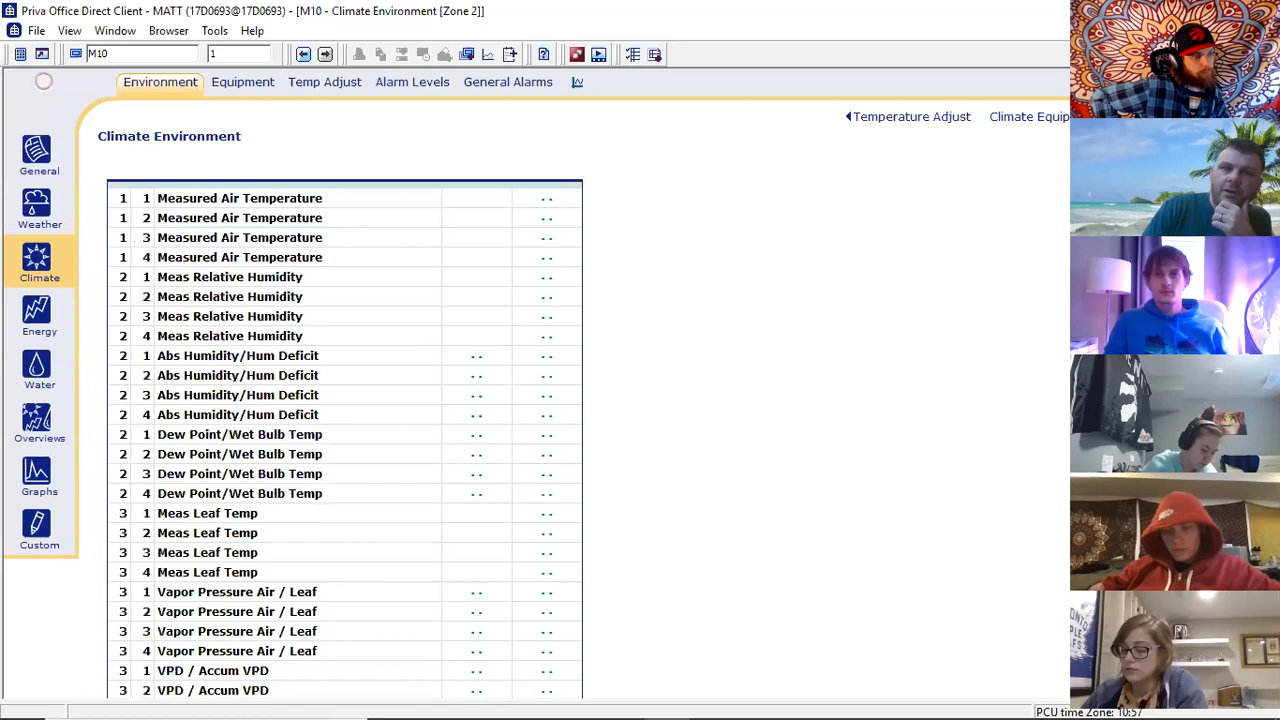 Priva Office Direct Client - MATT (17D0693@17D0693) - [M10 - Climate Environment [Zone 2]]
File View Window Browser Tools Help
M10 1
Environment Equipment Temp Adjust Alarm Levels General Alarms
Temperature Adjust Climate Equip
Climate Environment
General
Weather
Climate
Energy
Water
Overviews
Graphs
Custom
1 1 Measured Air Temperature - -
1 2 Measured Air Temperature - -
1 3 Measured Air Temperature - -
1 4 Measured Air Temperature - -
2 1 Meas Relative Humidity - -
2 2 Meas Relative Humidity - -
2 3 Meas Relative Humidity - -
2 4 Meas Relative Humidity - -
2 1 Abs Humidity/Hum Deficit - - - -
2 2 Abs Humidity/Hum Deficit - - - -
2 3 Abs Humidity/Hum Deficit - - - -
2 4 Abs Humidity/Hum Deficit - - - -
2 1 Dew Point/Wet Bulb Temp - - - -
2 2 Dew Point/Wet Bulb Temp - - - -
2 3 Dew Point/Wet Bulb Temp - - - -
2 4 Dew Point/Wet Bulb Temp - - - -
3 1 Meas Leaf Temp - -
3 2 Meas Leaf Temp - -
3 3 Meas Leaf Temp - -
3 4 Meas Leaf Temp - -
3 1 Vapor Pressure Air / Leaf - - - -
3 2 Vapor Pressure Air / Leaf - - - -
3 3 Vapor Pressure Air / Leaf - - - -
3 4 Vapor Pressure Air / Leaf - - - -
3 1 VPD / Accum VPD - - - -
3 2 VPD / Accum VPD - - - -
PCU time Zone: 10:57